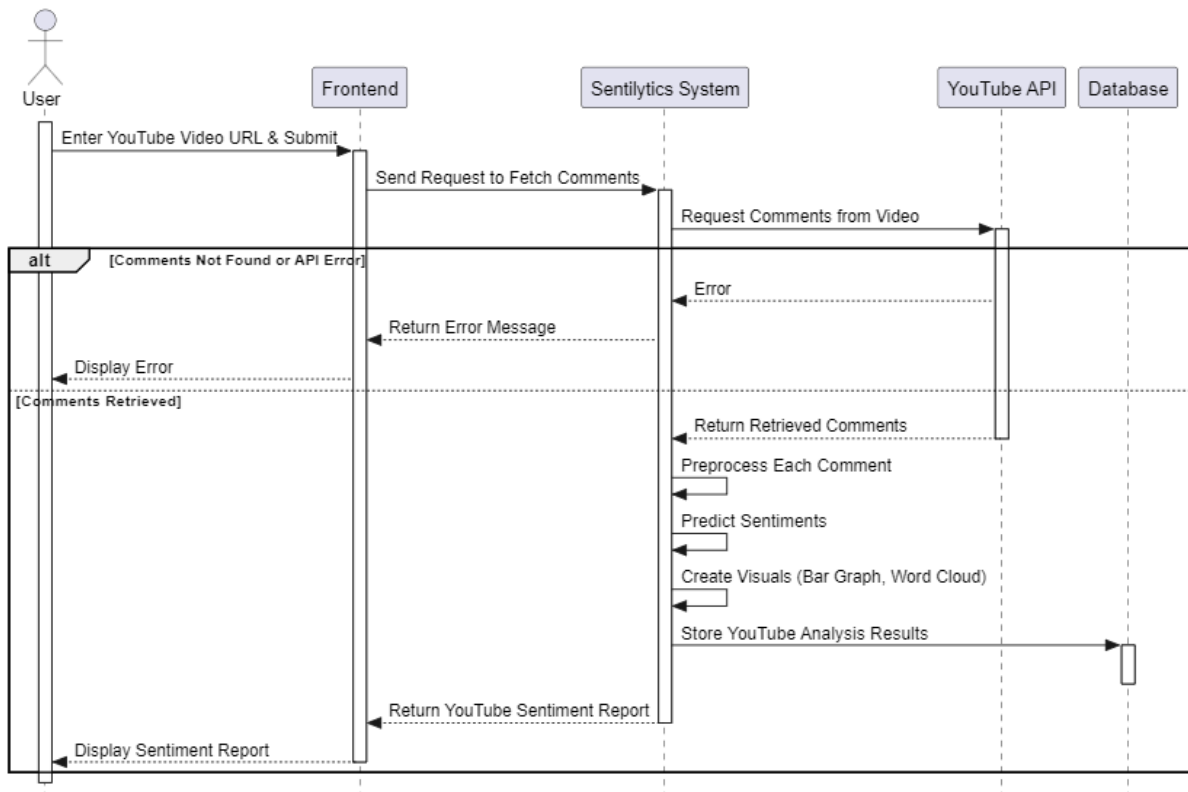 User
Frontend
Sentilytics System
YouTube API
Database
Enter YouTube Video URL & Submit
Send Request to Fetch Comments
Request Comments from Video
alt
[Comments Not Found or API Error]
Error
Return Error Message
Display Error
[Comments Retrieved]
Return Retrieved Comments
Preprocess Each Comment
Predict Sentiments
Create Visuals (Bar Graph, Word Cloud)
Store YouTube Analysis Results
Return YouTube Sentiment Report
Display Sentiment Report